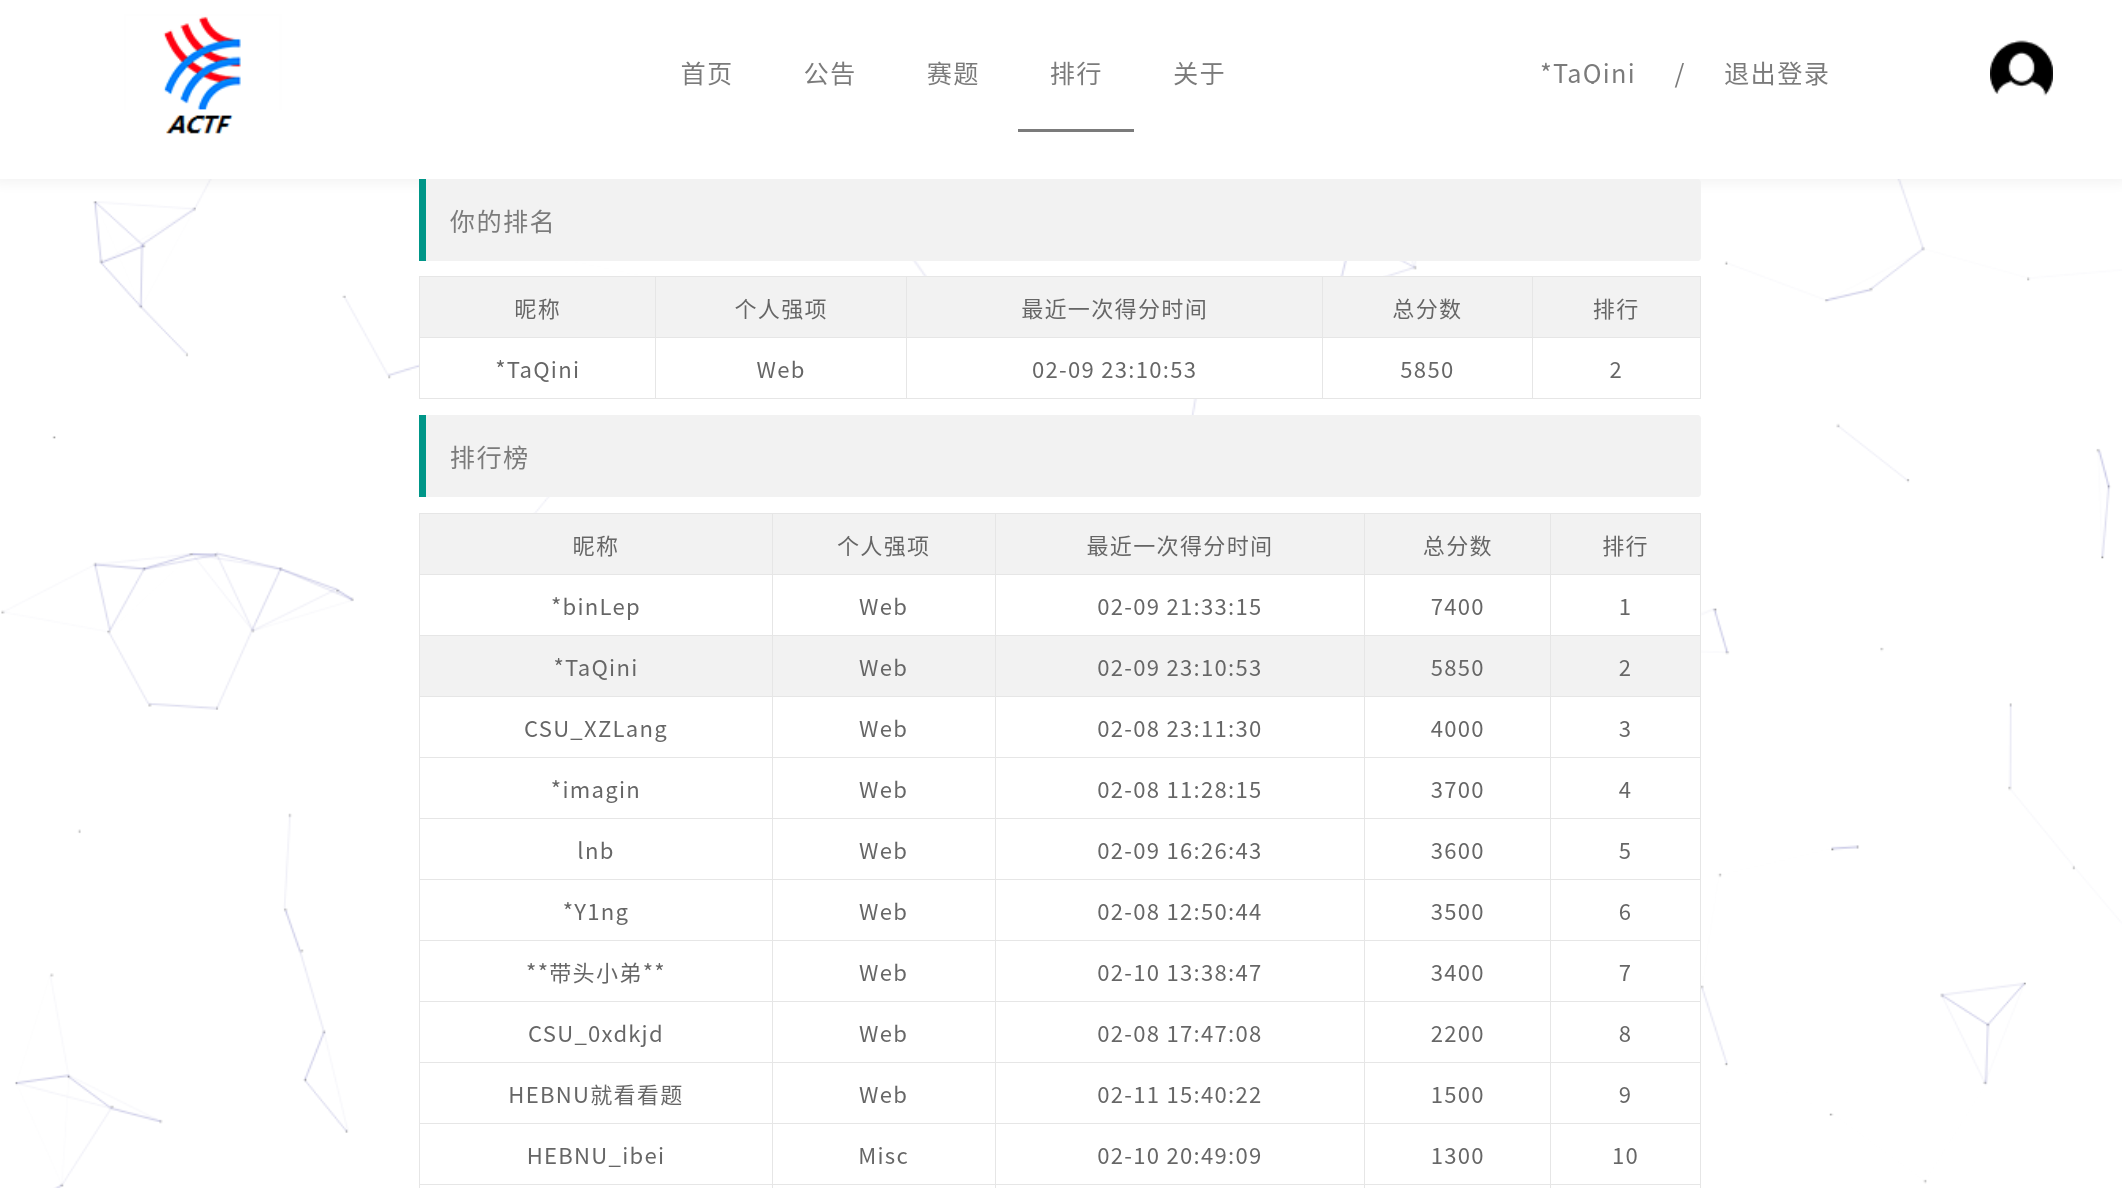 ACTF
首页 公告 赛题 排行 关于 *TaQini / 退出登录
你的排名
昵称 个人强项 最近一次得分时间 总分数 排行
*TaQini Web 02-09 23:10:53 5850 2
排行榜
昵称 个人强项 最近一次得分时间 总分数 排行
*binLep Web 02-09 21:33:15 7400 1
*TaQini Web 02-09 23:10:53 5850 2
CSU_XZLang Web 02-08 23:11:30 4000 3
*imagin Web 02-08 11:28:15 3700 4
lnb Web 02-09 16:26:43 3600 5
*Y1ng Web 02-08 12:50:44 3500 6
**带头小弟** Web 02-10 13:38:47 3400 7
CSU_0xdkjd Web 02-08 17:47:08 2200 8
HEBNU就看看题 Web 02-11 15:40:22 1500 9
HEBNU_ibei Misc 02-10 20:49:09 1300 10